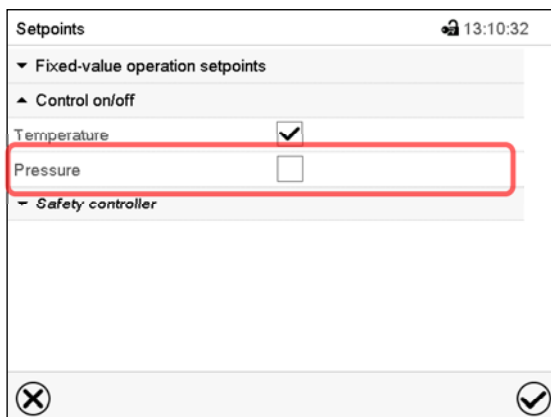 Setpoints 13:10:32
Fixed-value operation setpoints
Control on/off
Temperature
Pressure
Safety controller